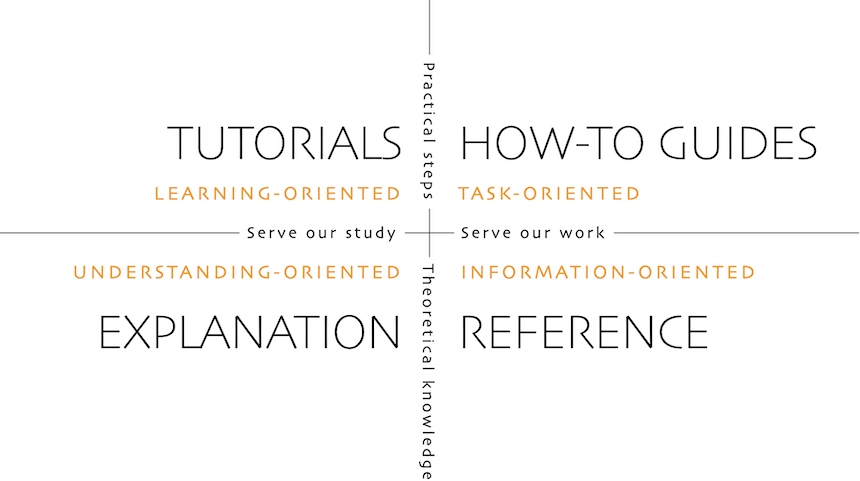 Practical steps
TUTORIALS
HOW-TO GUIDES
LEARNING-ORIENTED
TASK-ORIENTED
Serve our study
Serve our work
UNDERSTANDING-ORIENTED
INFORMATION-ORIENTED
EXPLANATION
REFERENCE
Theoretical knowledge